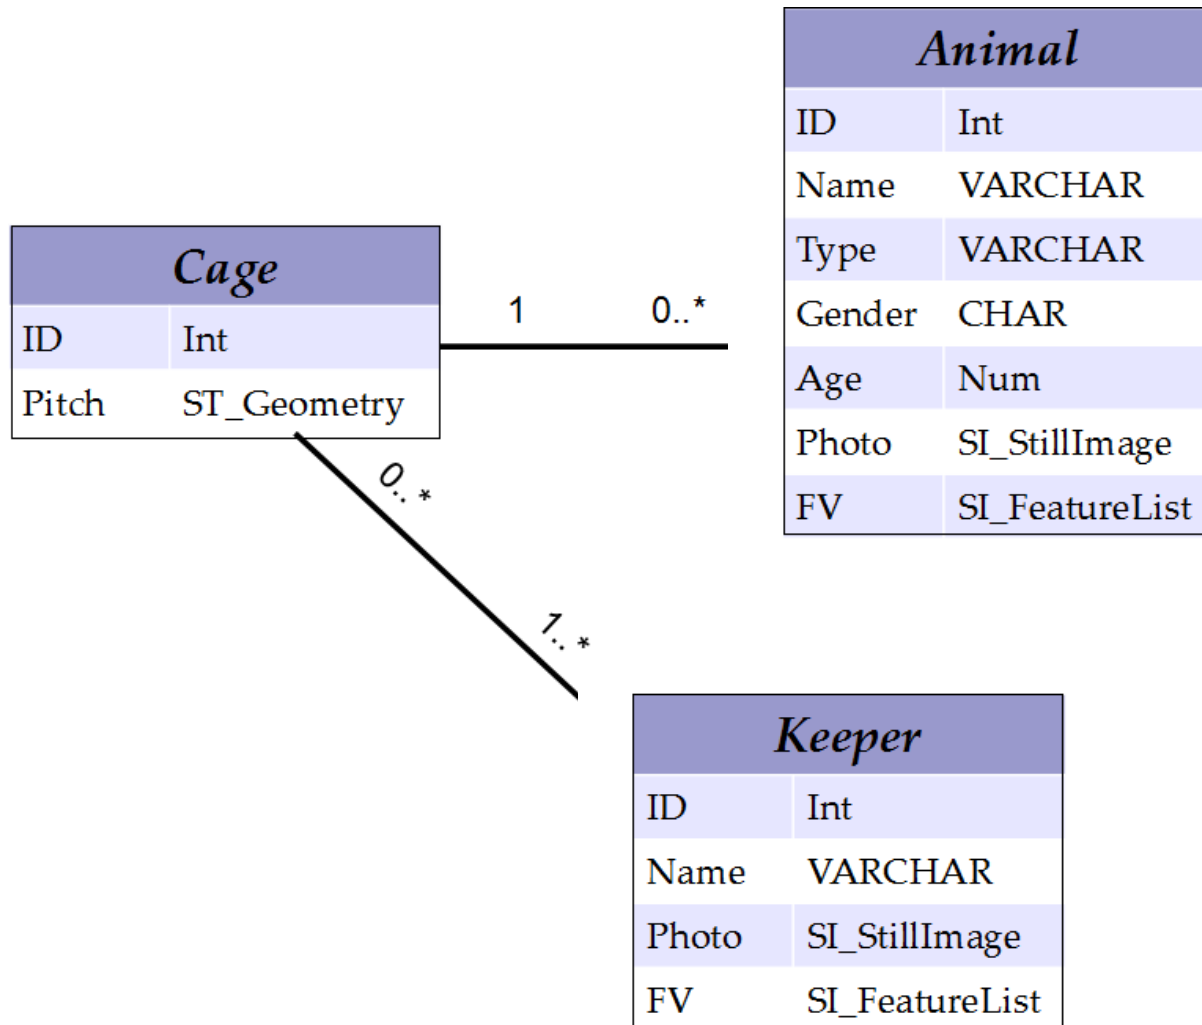 Animal
ID Int
Name VARCHAR
Type VARCHAR
Gender CHAR
Age Num
Photo SI_StillImage
FV SI_FeatureList
Cage
ID Int
Pitch ST_Geometry
1 0..*
0..*
1..*
Keeper
ID Int
Name VARCHAR
Photo SI_StillImage
FV SI_FeatureList